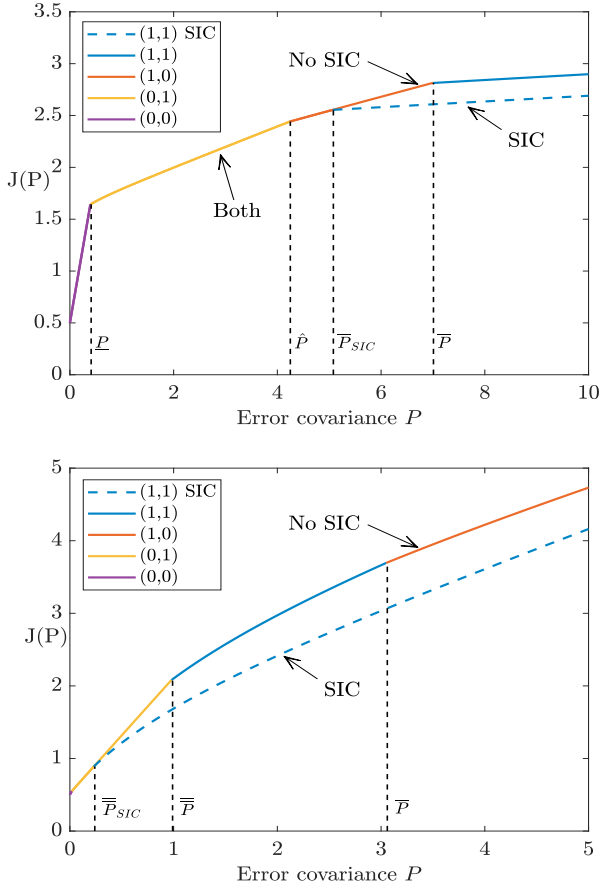 3.5
3
2.5
2
1.5
1
0.5
0
J(P)
(1,1) SIC
(1,1)
(1,0)
(0,1)
(0,0)
No SIC
SIC
Both
P̲
P̂
P̅_{SIC}
P̅
0 2 4 6 8 10
Error covariance P
5
4
3
2
1
0
J(P)
(1,1) SIC
(1,1)
(1,0)
(0,1)
(0,0)
No SIC
SIC
P̿_{SIC}
P̿
P̅
0 1 2 3 4 5
Error covariance P